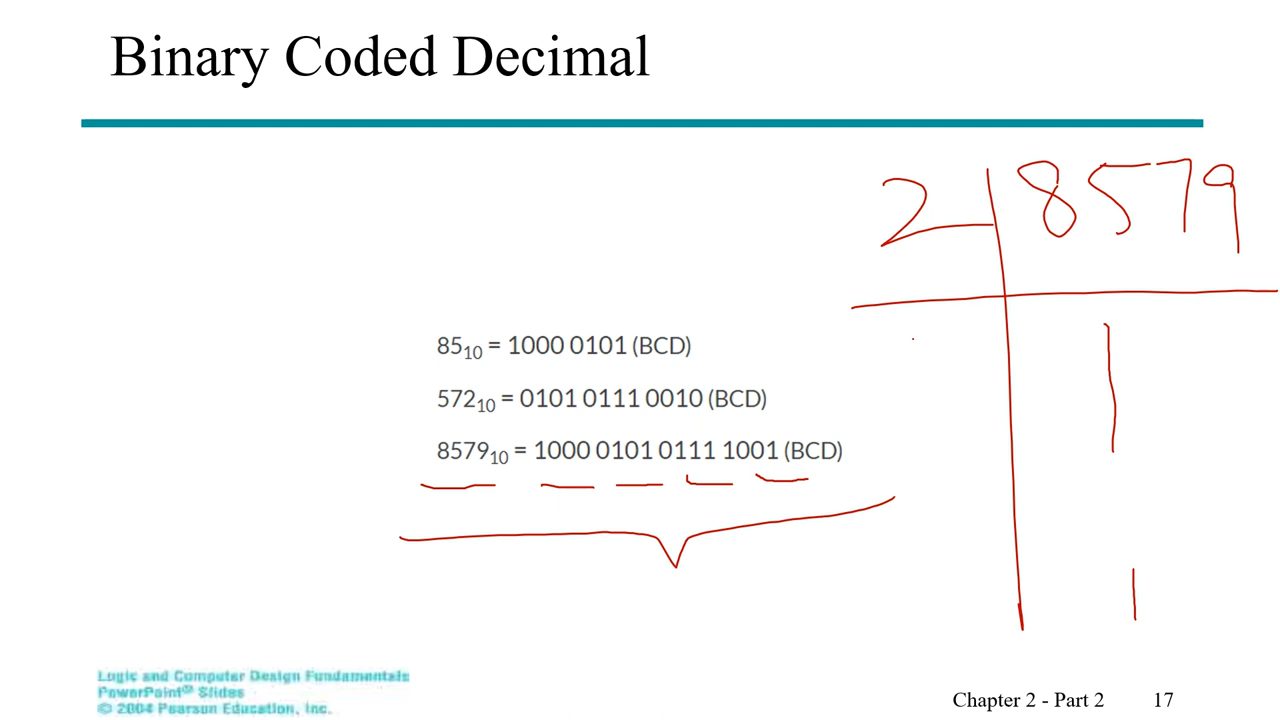 Binary Coded Decimal
2 8579
85₁₀ = 1000 0101 (BCD)
572₁₀ = 0101 0111 0010 (BCD)
8579₁₀ = 1000 0101 0111 1001 (BCD)
Logic and Computer Design Fundamentals
PowerPoint® Slides
© 2004 Pearson Education, Inc.
Chapter 2 - Part 2 17